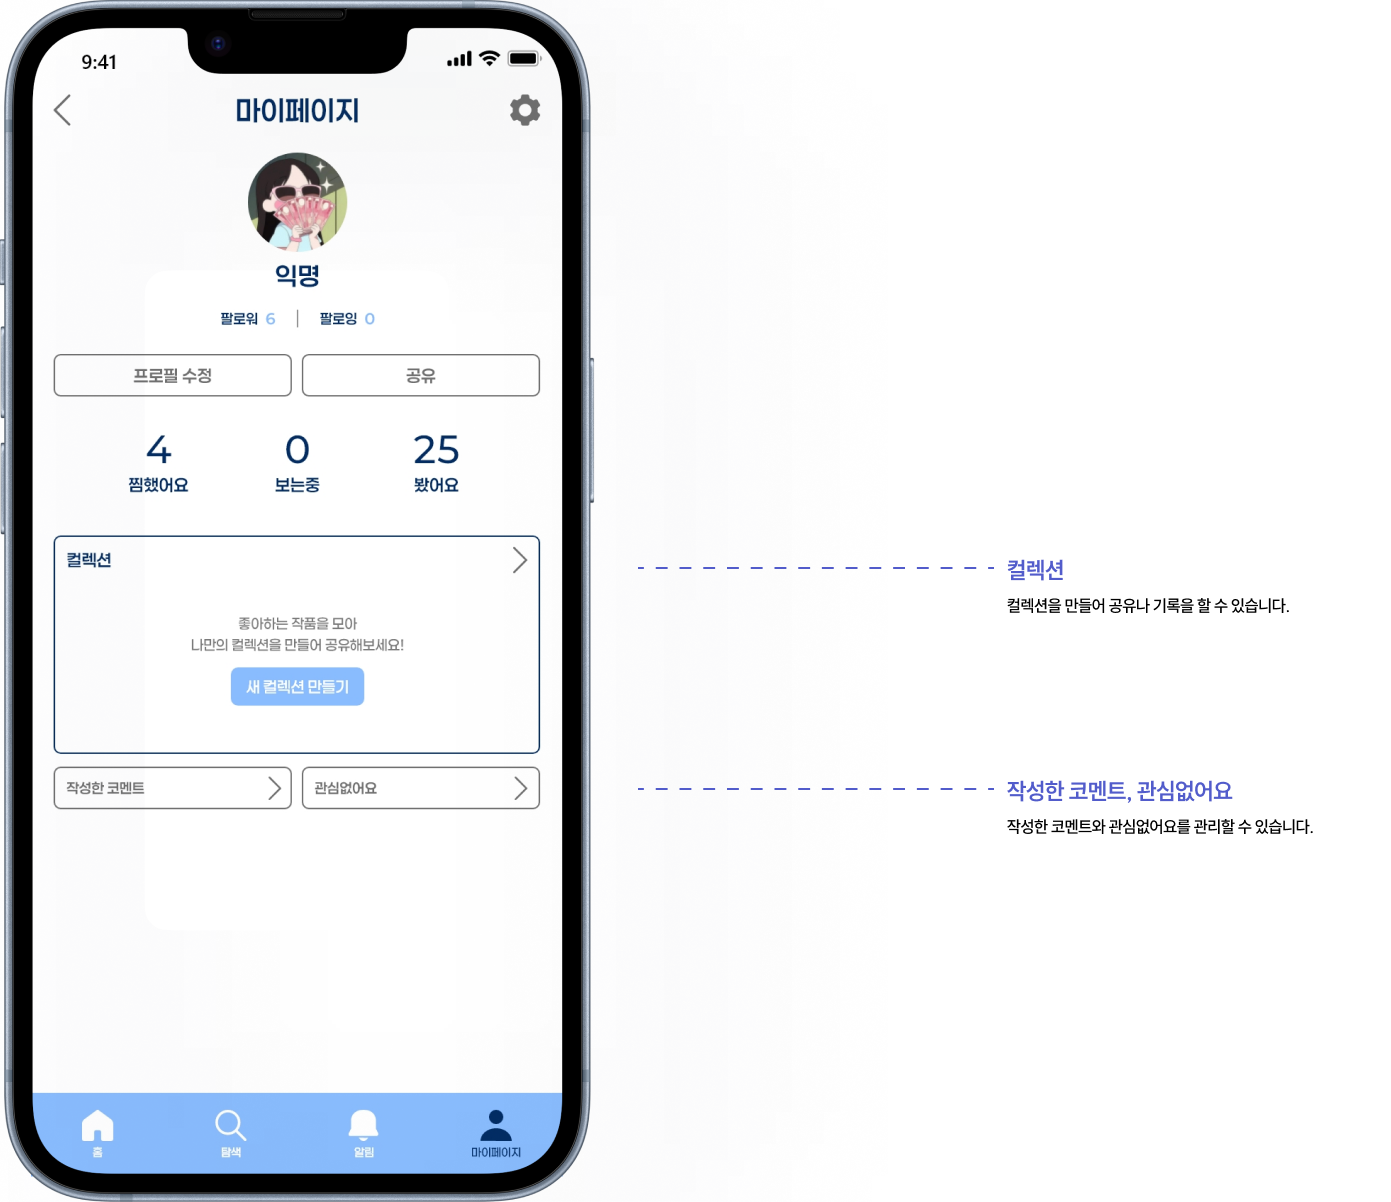 9:41
마이페이지
익명
팔로워 6 | 팔로잉 0
프로필 수정
공유
4 0 25
찜했어요 보는중 봤어요
컬렉션
좋아하는 작품을 모아
나만의 컬렉션을 만들어 공유해보세요!
새 컬렉션 만들기
작성한 코멘트
관심없어요
홈 탐색 알림 마이페이지
컬렉션
컬렉션을 만들어 공유나 기록을 할 수 있습니다.
작성한 코멘트, 관심없어요
작성한 코멘트와 관심없어요를 관리할 수 있습니다.